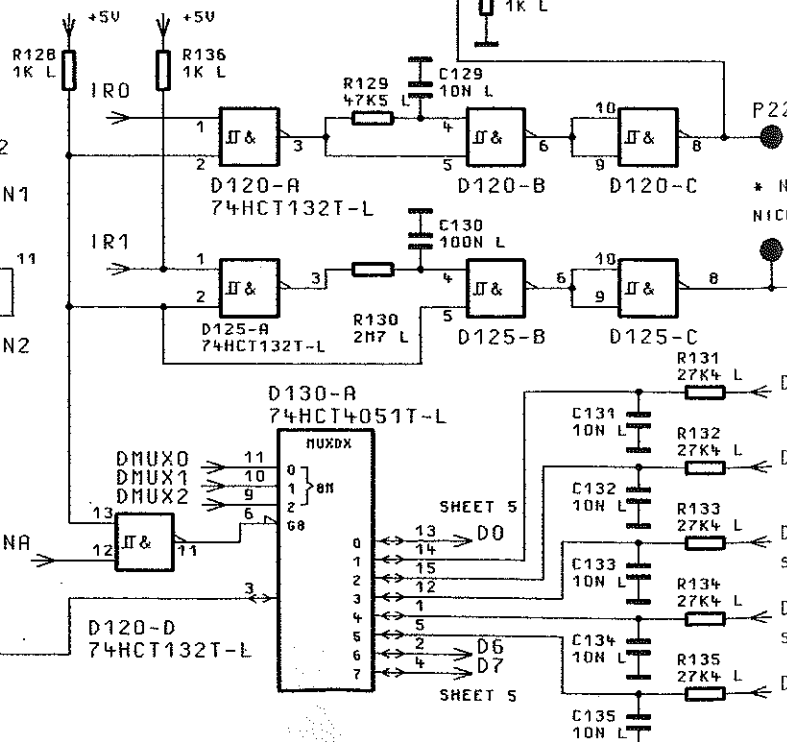 1K L
+5V
+5V
R128
1K L
R136
1K L
IR0
R129
47K5 L
C129
10N L
P22
1
2
3
4
5
6
10
9
8
⎍&
⎍&
⎍&
2
D120-A
74HCT132T-L
D120-B
D120-C
* N
N1
NICK
IR1
C130
100N L
11
1
2
3
4
5
6
10
9
8
⎍&
⎍&
⎍&
D125-A
74HCT132T-L
R130
2M7 L
D125-B
D125-C
N2
R131
27K4 L
D
D130-A
74HCT4051T-L
MUXDX
C131
10N L
R132
27K4 L
D
DMUX0
11
0
DMUX1
10
1
8M
DMUX2
9
2
6
G8
C132
10N L
R133
27K4 L
D
S
SHEET 5
13
12
11
⎍&
NA
0
13
D0
1
14
2
15
3
12
4
1
5
5
6
2
D6
7
4
D7
SHEET 5
C133
10N L
R134
27K4 L
D
S
3
D120-D
74HCT132T-L
C134
10N L
R135
27K4 L
D
C135
10N L